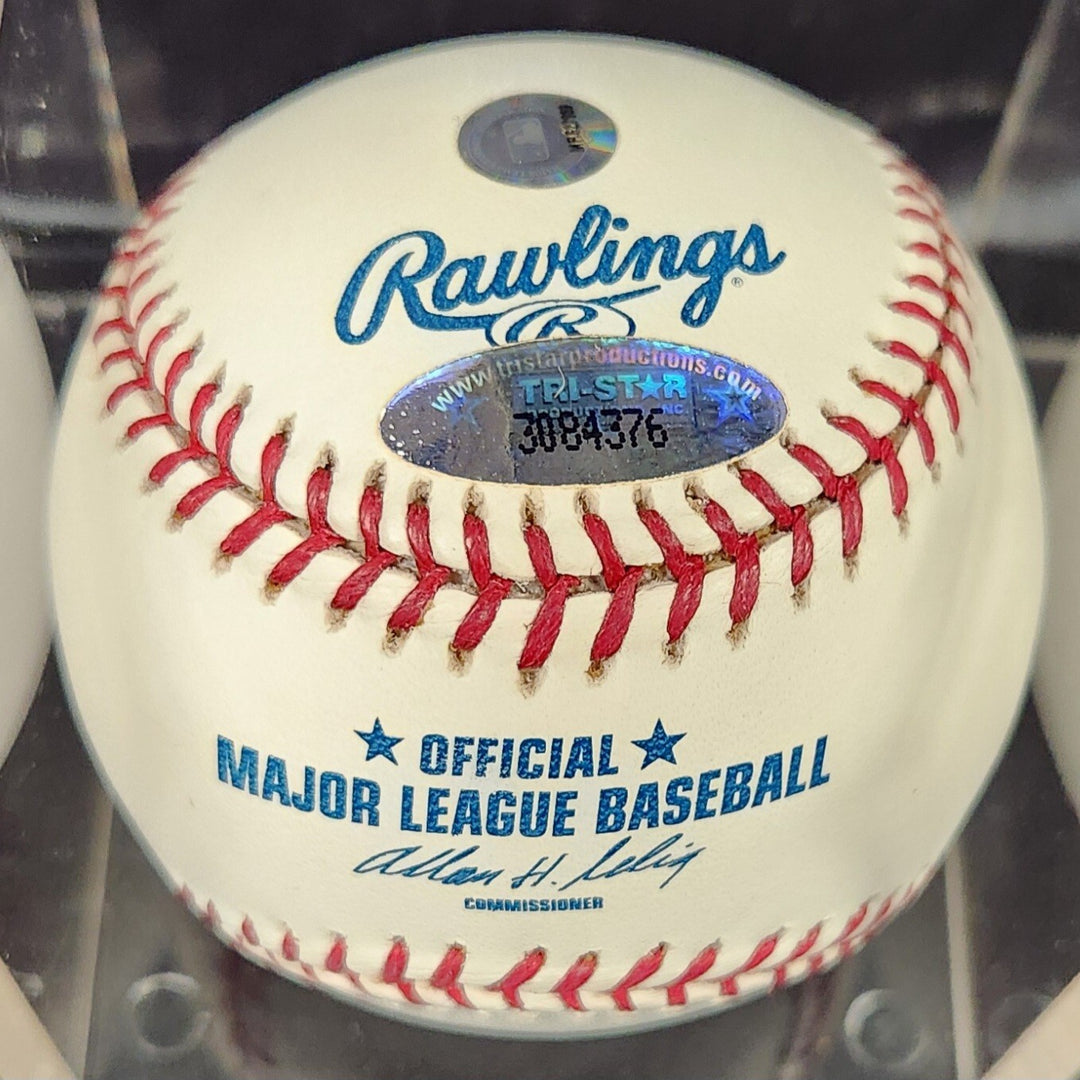 Rawlings
®
R
www.tristarproductions.com
TRI-STAR
3084376
OFFICIAL
MAJOR LEAGUE BASEBALL
Allan H. Selig
COMMISSIONER